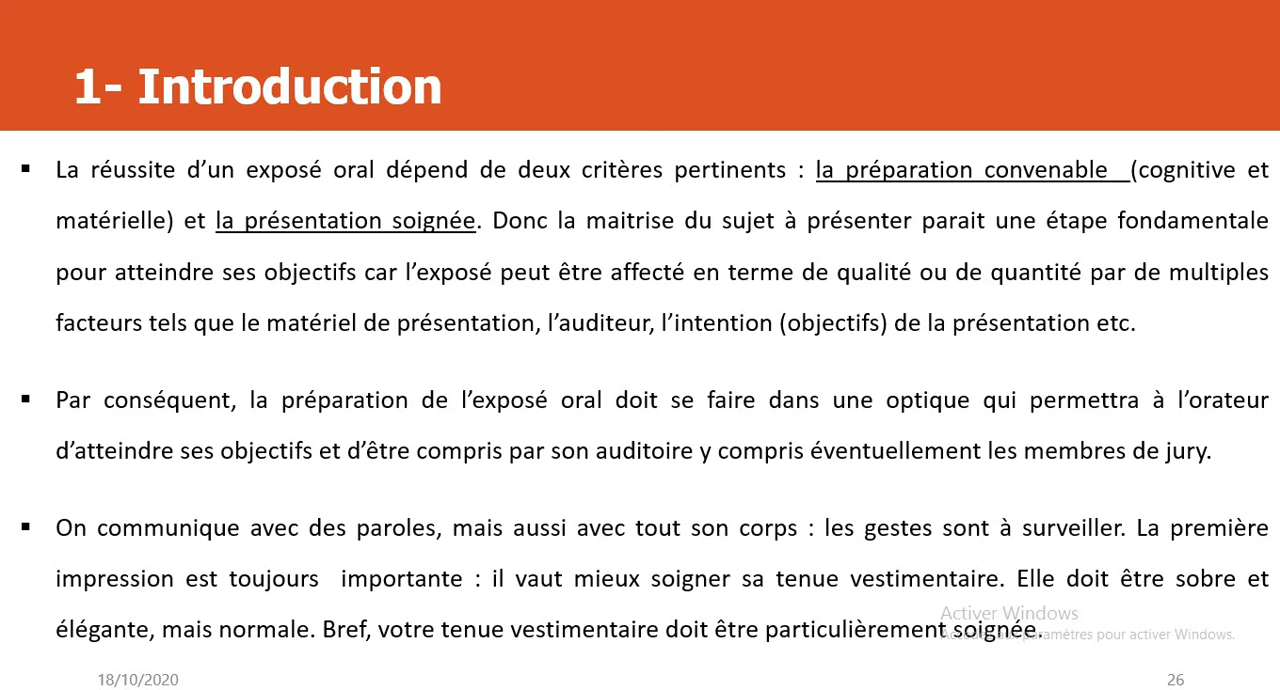 1- Introduction
▪ La réussite d’un exposé oral dépend de deux critères pertinents : la préparation convenable (cognitive et
matérielle) et la présentation soignée. Donc la maitrise du sujet à présenter parait une étape fondamentale
pour atteindre ses objectifs car l’exposé peut être affecté en terme de qualité ou de quantité par de multiples
facteurs tels que le matériel de présentation, l’auditeur, l’intention (objectifs) de la présentation etc.
▪ Par conséquent, la préparation de l’exposé oral doit se faire dans une optique qui permettra à l’orateur
d’atteindre ses objectifs et d’être compris par son auditoire y compris éventuellement les membres de jury.
▪ On communique avec des paroles, mais aussi avec tout son corps : les gestes sont à surveiller. La première
impression est toujours importante : il vaut mieux soigner sa tenue vestimentaire. Elle doit être sobre et
élégante, mais normale. Bref, votre tenue vestimentaire doit être particulièrement soignée.
Activer Windows
paramètres pour activer Windows.
18/10/2020
26